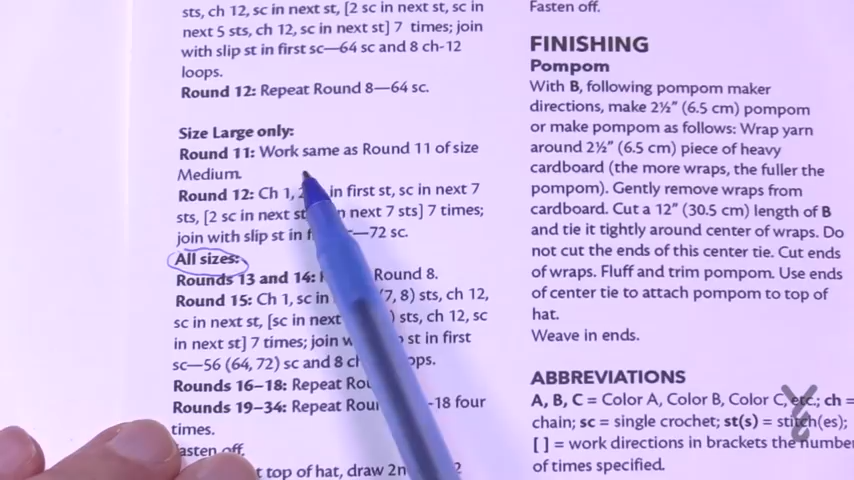 sts, ch 12, sc in next st, [2 sc in next st, sc in
next 5 sts, ch 12, sc in next st] 7 times; join
with slip st in first sc—64 sc and 8 ch-12
loops.
Round 12: Repeat Round 8—64 sc.
Size Large only:
Round 11: Work same as Round 11 of size
Medium.
Round 12: Ch 1, 2 in first st, sc in next 7
sts, [2 sc in next st n next 7 sts] 7 times;
join with slip st in —72 sc.
All sizes:
Rounds 13 and 14: Round 8.
Round 15: Ch 1, sc in (7, 8) sts, ch 12,
sc in next st, [sc in next ) sts, ch 12, sc
in next st] 7 times; join st in first
sc—56 (64, 72) sc and 8 ch ops.
Rounds 16–18: Repeat
Rounds 19–34: Repeat -18 four
times.
Fasten off.
t top of hat, draw 2
Fasten off.
FINISHING
Pompom
With B, following pompom maker
directions, make 2½" (6.5 cm) pompom
or make pompom as follows: Wrap yarn
around 2½" (6.5 cm) piece of heavy
cardboard (the more wraps, the fuller the
pompom). Gently remove wraps from
cardboard. Cut a 12" (30.5 cm) length of B
and tie it tightly around center of wraps. Do
not cut the ends of this center tie. Cut ends
of wraps. Fluff and trim pompom. Use ends
of center tie to attach pompom to top of
hat.
Weave in ends.
ABBREVIATIONS
A, B, C = Color A, Color B, Color C, etc.; ch =
chain; sc = single crochet; st(s) = stitch(es);
[ ] = work directions in brackets the number
of times specified.